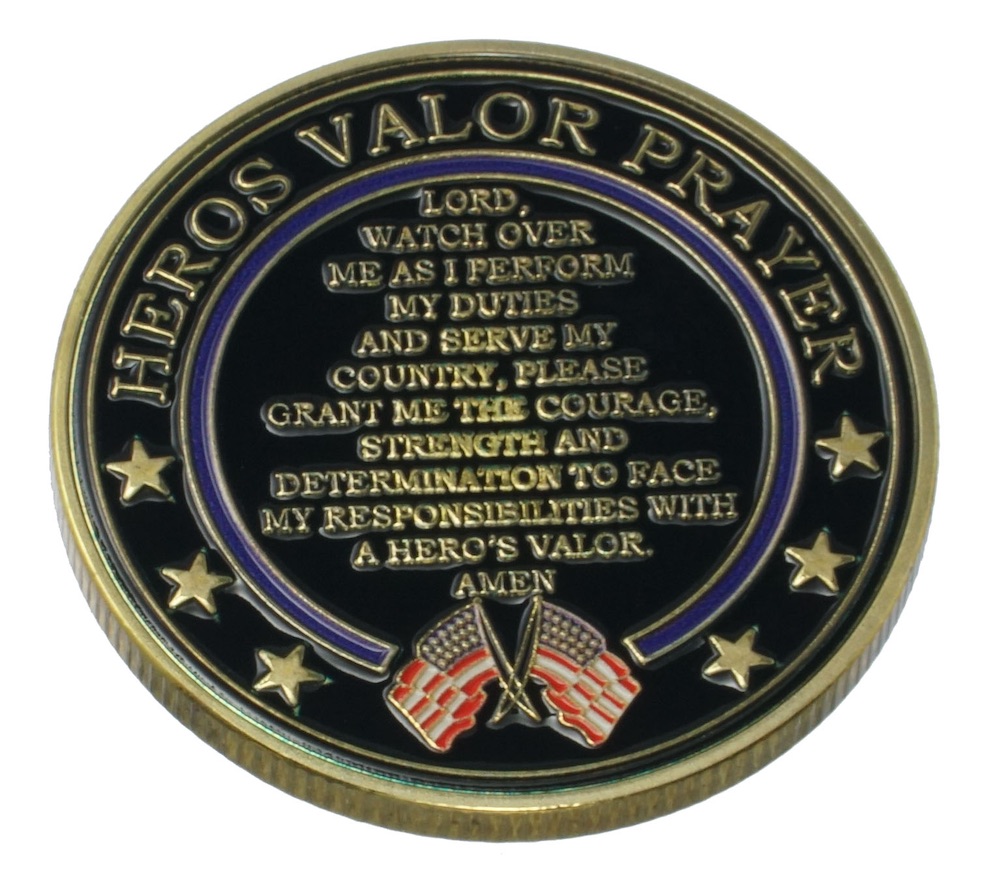 HEROS VALOR PRAYER
LORD,
WATCH OVER
ME AS I PERFORM
MY DUTIES
AND SERVE MY
COUNTRY, PLEASE
GRANT ME THE COURAGE,
STRENGTH AND
DETERMINATION TO FACE
MY RESPONSIBILITIES WITH
A HERO'S VALOR.
AMEN